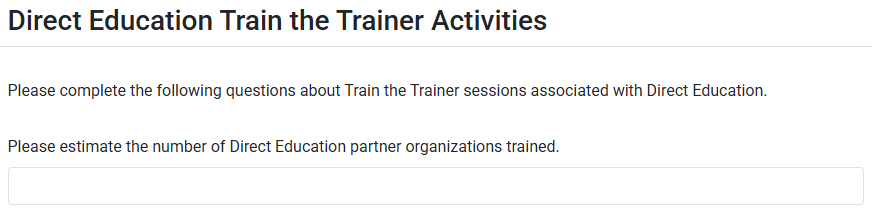 Direct Education Train the Trainer Activities
Please complete the following questions about Train the Trainer sessions associated with Direct Education.
Please estimate the number of Direct Education partner organizations trained.